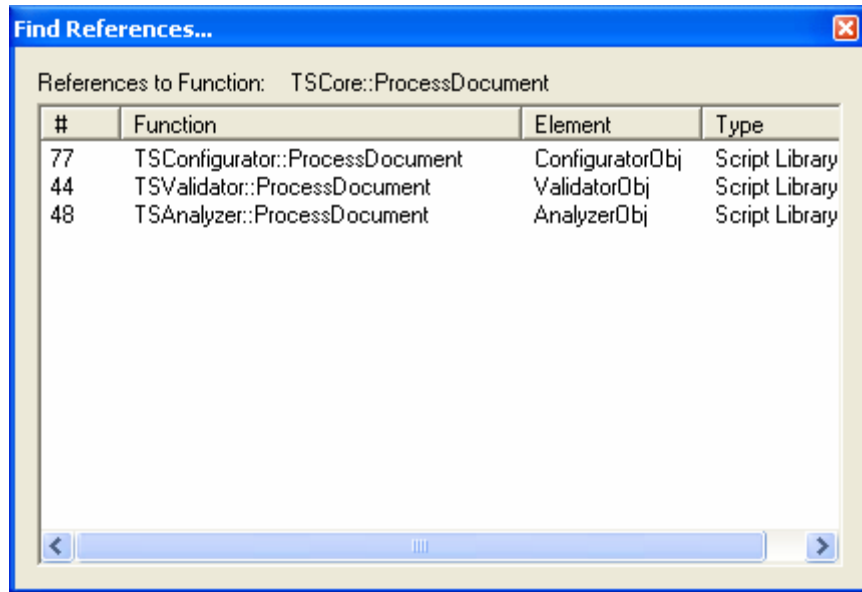 Find References...
References to Function: TSCore::ProcessDocument
# Function Element Type
77 TSConfigurator::ProcessDocument ConfiguratorObj Script Library
44 TSValidator::ProcessDocument ValidatorObj Script Library
48 TSAnalyzer::ProcessDocument AnalyzerObj Script Library